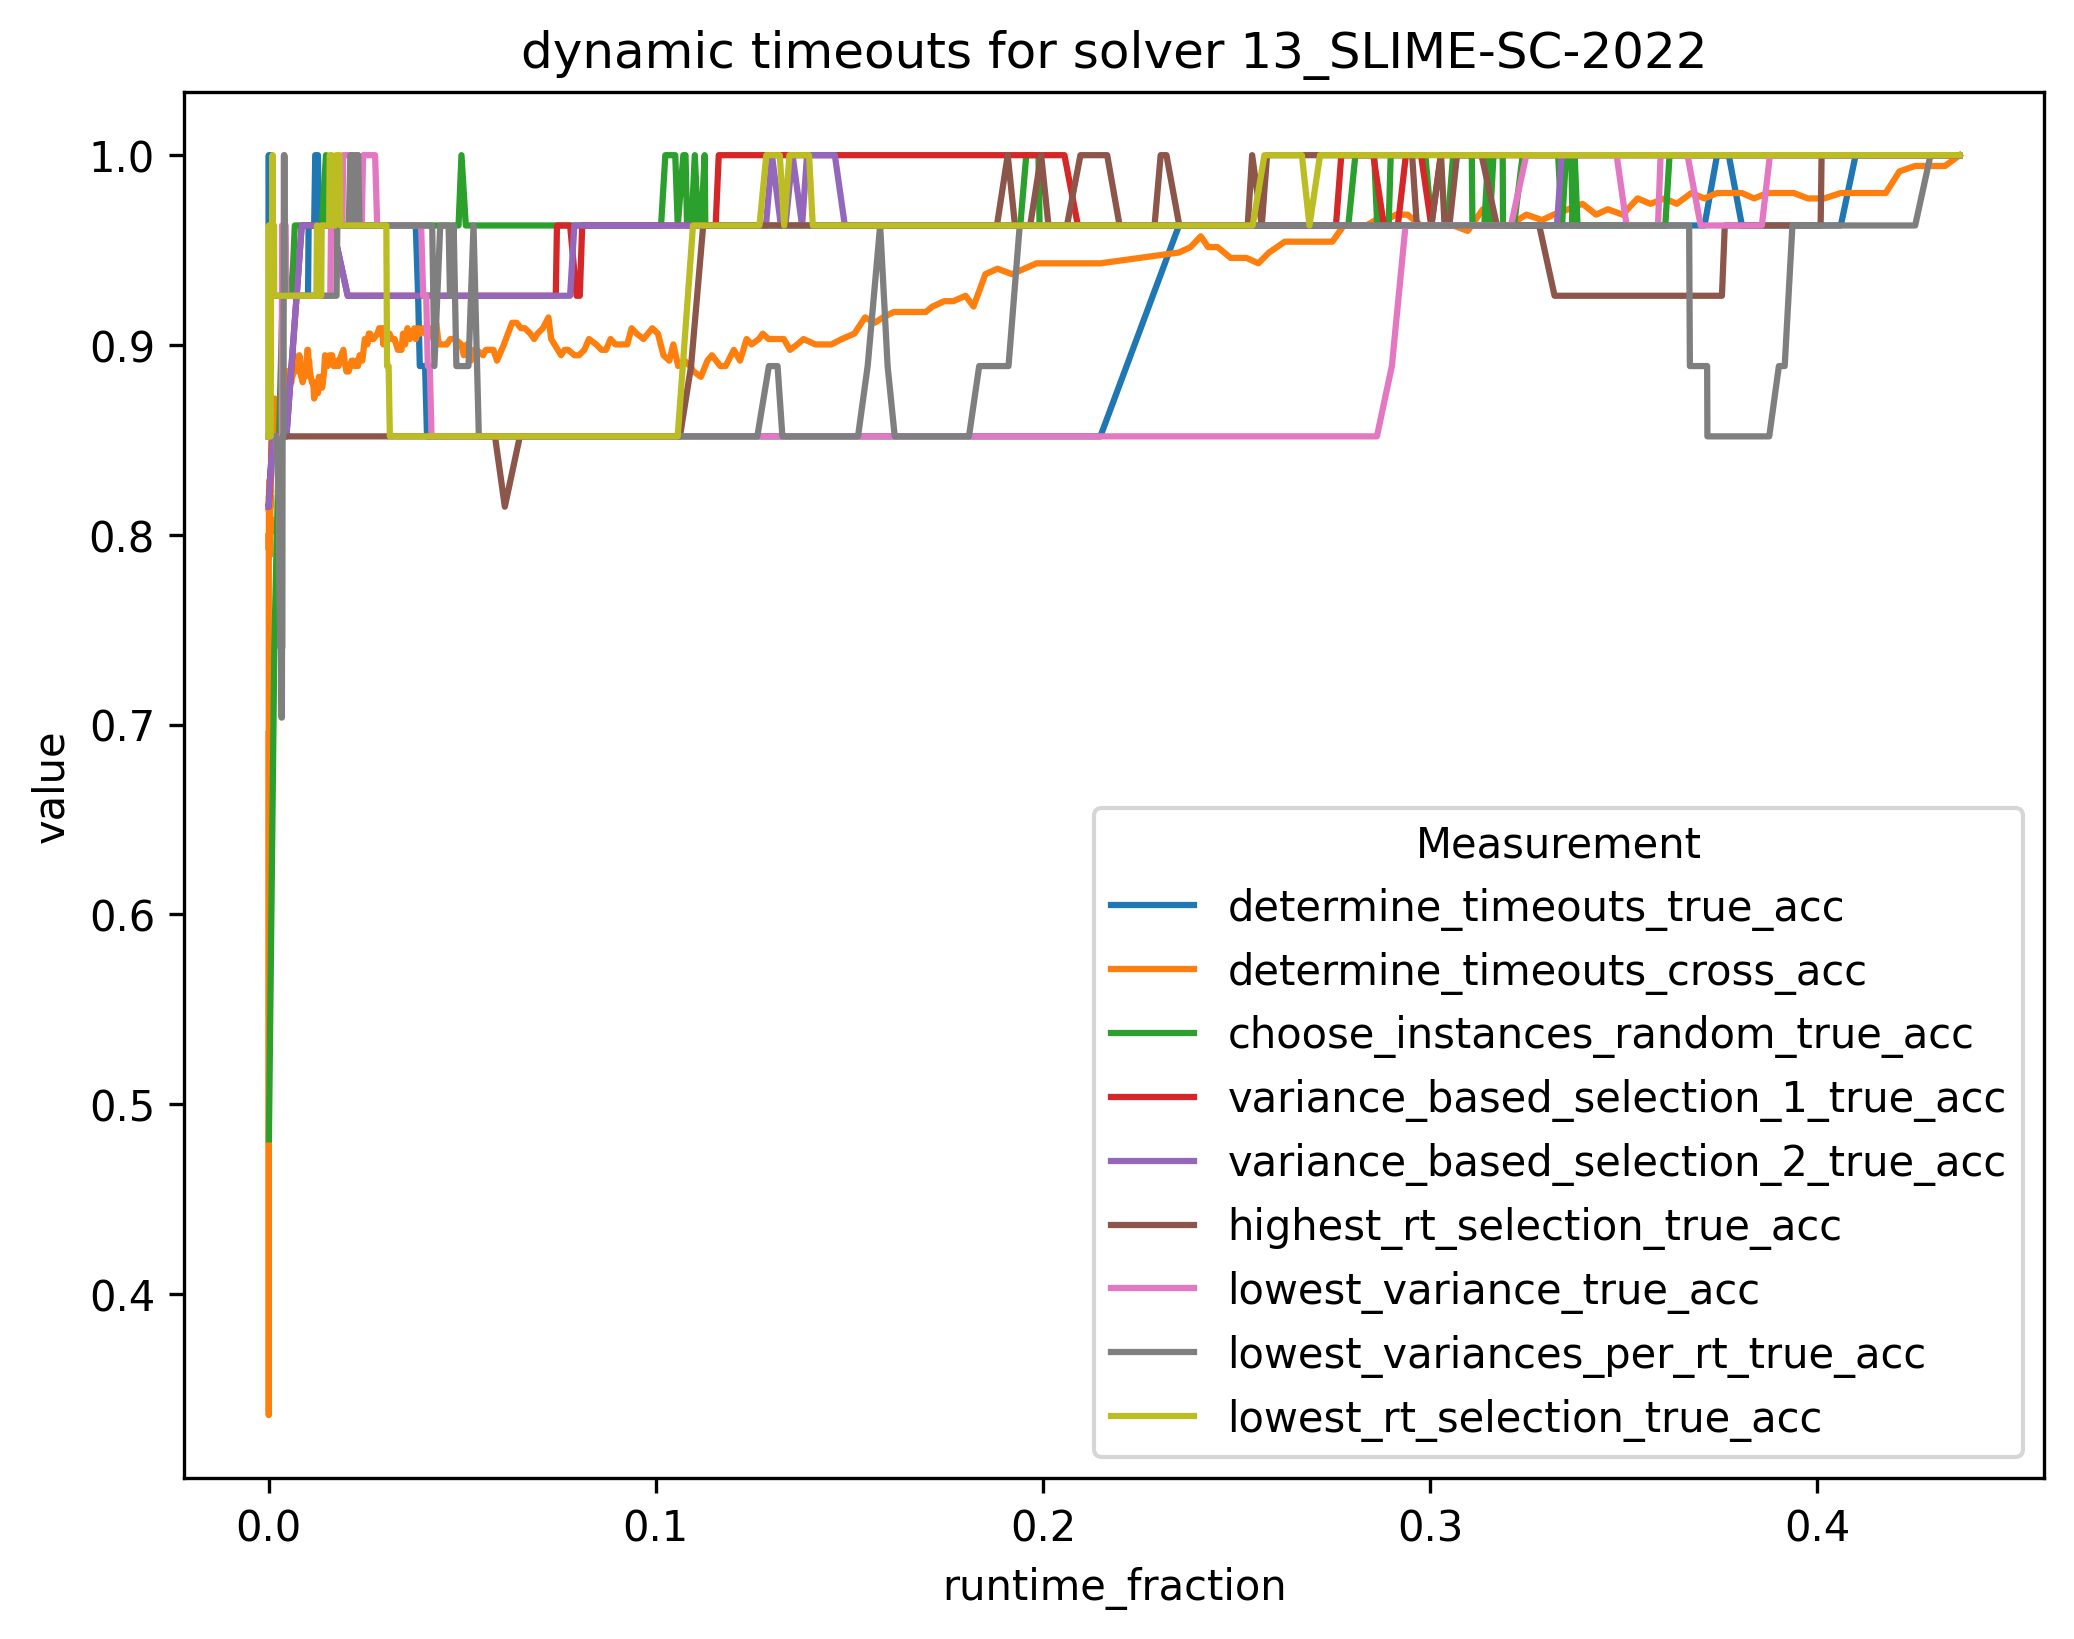 dynamic timeouts for solver 13_SLIME-SC-2022
1.0
0.9
0.8
0.7
0.6
0.5
0.4
value
Measurement
determine_timeouts_true_acc
determine_timeouts_cross_acc
choose_instances_random_true_acc
variance_based_selection_1_true_acc
variance_based_selection_2_true_acc
highest_rt_selection_true_acc
lowest_variance_true_acc
lowest_variances_per_rt_true_acc
lowest_rt_selection_true_acc
0.0 0.1 0.2 0.3 0.4
runtime_fraction